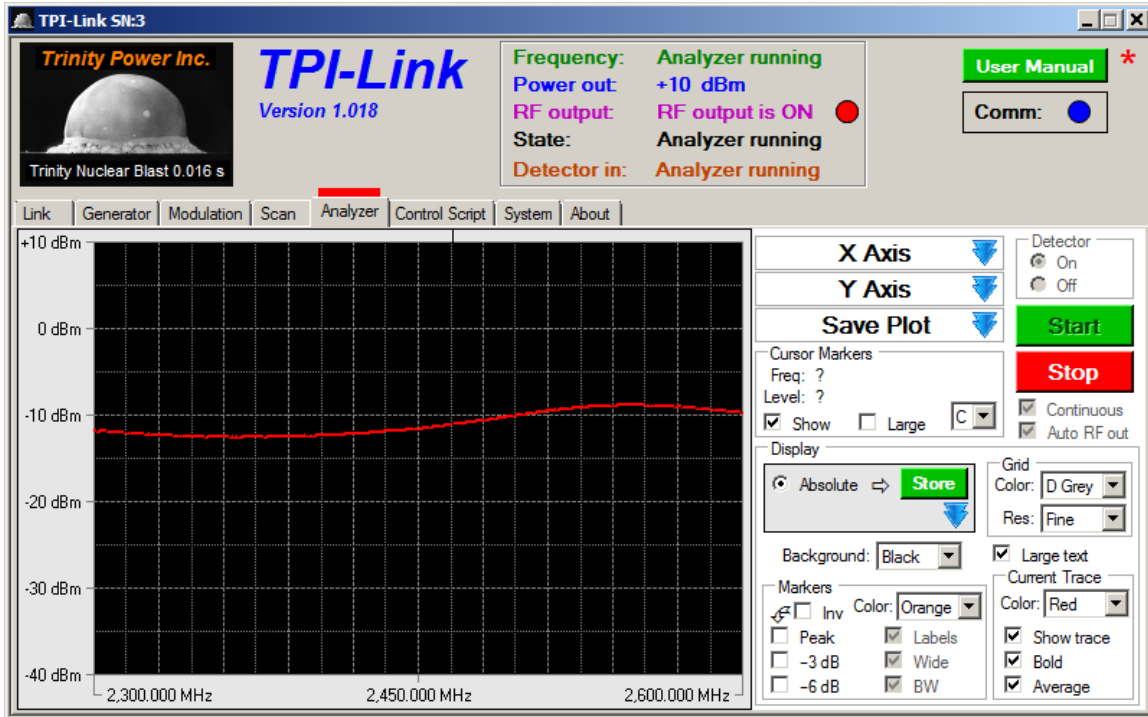 TPI-Link SN:3
Trinity Power Inc.
Trinity Nuclear Blast 0.016 s
TPI-Link
Version 1.018
Frequency: Analyzer running
Power out: +10 dBm
RF output: RF output is ON
State: Analyzer running
Detector in: Analyzer running
User Manual *
Comm:
Link Generator Modulation Scan Analyzer Control Script System About
+10 dBm
0 dBm
-10 dBm
-20 dBm
-30 dBm
-40 dBm
2,300.000 MHz 2,450.000 MHz 2,600.000 MHz
X Axis
Y Axis
Save Plot
Detector
On
Off
Start
Stop
Continuous
Auto RF out
Cursor Markers
Freq: ?
Level: ?
Show Large C
Display
Absolute Store
Grid
Color: D Grey
Res: Fine
Background: Black
Large text
Markers
Inv Color: Orange
Peak Labels
-3 dB Wide
-6 dB BW
Current Trace
Color: Red
Show trace
Bold
Average